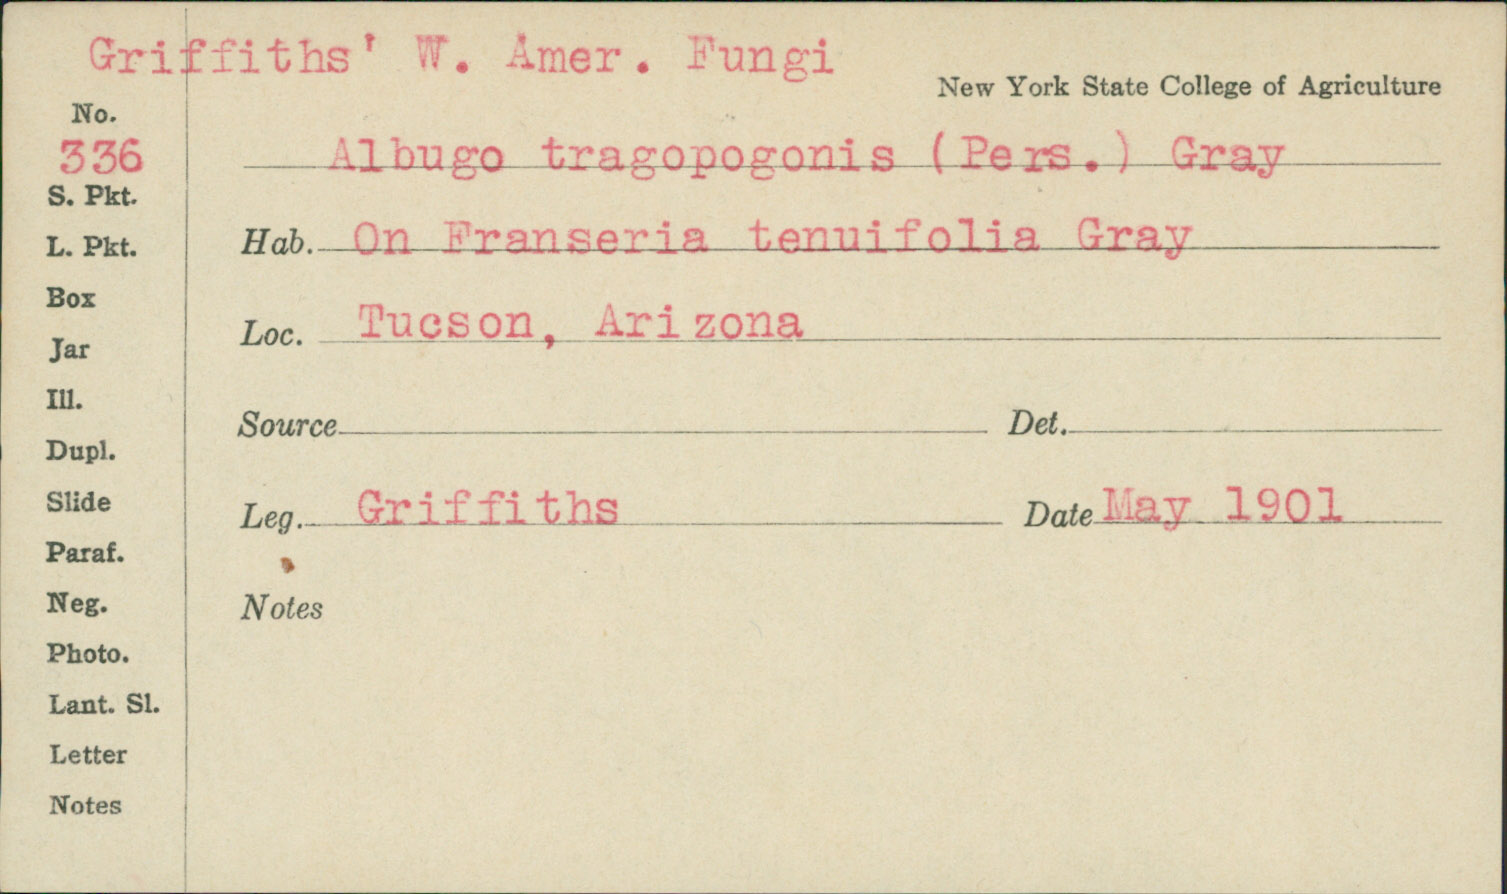 Griffiths' W. Amer. Fungi
New York State College of Agriculture
No.
336
Albugo tragopogonis (Pers.) Gray
S. Pkt.
Hab. On Franseria tenuifolia Gray
L. Pkt.
Box
Loc. Tucson, Arizona
Jar
Ill.
Source Det.
Dupl.
Slide
Leg. Griffiths Date May 1901
Paraf.
Neg.
Notes
Photo.
Lant. Sl.
Letter
Notes